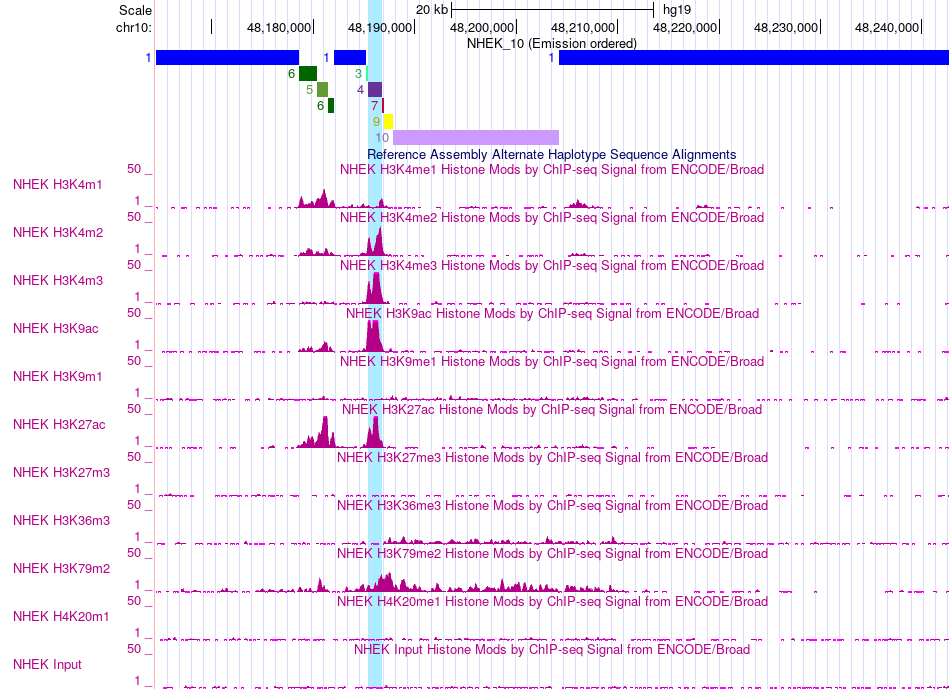 Scale 20 kb hg19
chr10: 48,180,000 48,190,000 48,200,000 48,210,000 48,220,000 48,230,000 48,240,000
NHEK_10 (Emission ordered)
1 1 1
6 3
5 4
6 7
9
10
Reference Assembly Alternate Haplotype Sequence Alignments
50 _ NHEK H3K4me1 Histone Mods by ChIP-seq Signal from ENCODE/Broad
NHEK H3K4m1
1 _
50 _ NHEK H3K4me2 Histone Mods by ChIP-seq Signal from ENCODE/Broad
NHEK H3K4m2
1 _
50 _ NHEK H3K4me3 Histone Mods by ChIP-seq Signal from ENCODE/Broad
NHEK H3K4m3
1 _
50 _ NHEK H3K9ac Histone Mods by ChIP-seq Signal from ENCODE/Broad
NHEK H3K9ac
1 _
50 _ NHEK H3K9me1 Histone Mods by ChIP-seq Signal from ENCODE/Broad
NHEK H3K9m1
1 _
50 _ NHEK H3K27ac Histone Mods by ChIP-seq Signal from ENCODE/Broad
NHEK H3K27ac
1 _
50 _ NHEK H3K27me3 Histone Mods by ChIP-seq Signal from ENCODE/Broad
NHEK H3K27m3
1 _
50 _ NHEK H3K36me3 Histone Mods by ChIP-seq Signal from ENCODE/Broad
NHEK H3K36m3
1 _
50 _ NHEK H3K79me2 Histone Mods by ChIP-seq Signal from ENCODE/Broad
NHEK H3K79m2
1 _
50 _ NHEK H4K20me1 Histone Mods by ChIP-seq Signal from ENCODE/Broad
NHEK H4K20m1
1 _
50 _ NHEK Input Histone Mods by ChIP-seq Signal from ENCODE/Broad
NHEK Input
1 _